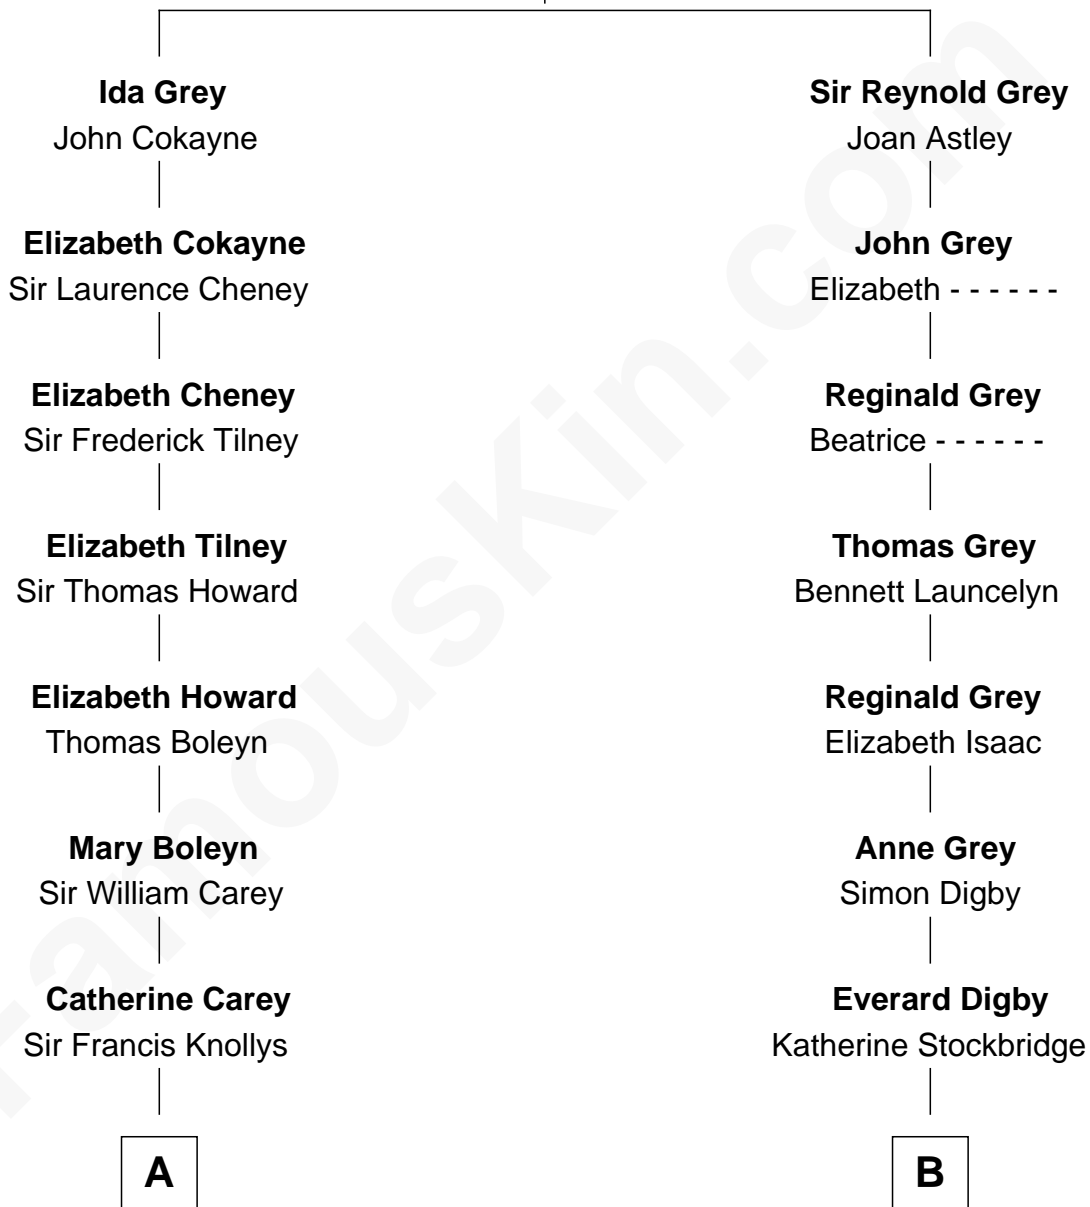 Ida Grey
John Cokayne
Elizabeth Cokayne
Sir Laurence Cheney
Elizabeth Cheney
Sir Frederick Tilney
Elizabeth Tilney
Sir Thomas Howard
Elizabeth Howard
Thomas Boleyn
Mary Boleyn
Sir William Carey
Catherine Carey
Sir Francis Knollys
A
Sir Reynold Grey
Joan Astley
John Grey
Elizabeth - - - - - -
Reginald Grey
Beatrice - - - - - -
Thomas Grey
Bennett Launcelyn
Reginald Grey
Elizabeth Isaac
Anne Grey
Simon Digby
Everard Digby
Katherine Stockbridge
B
FamousKin.com